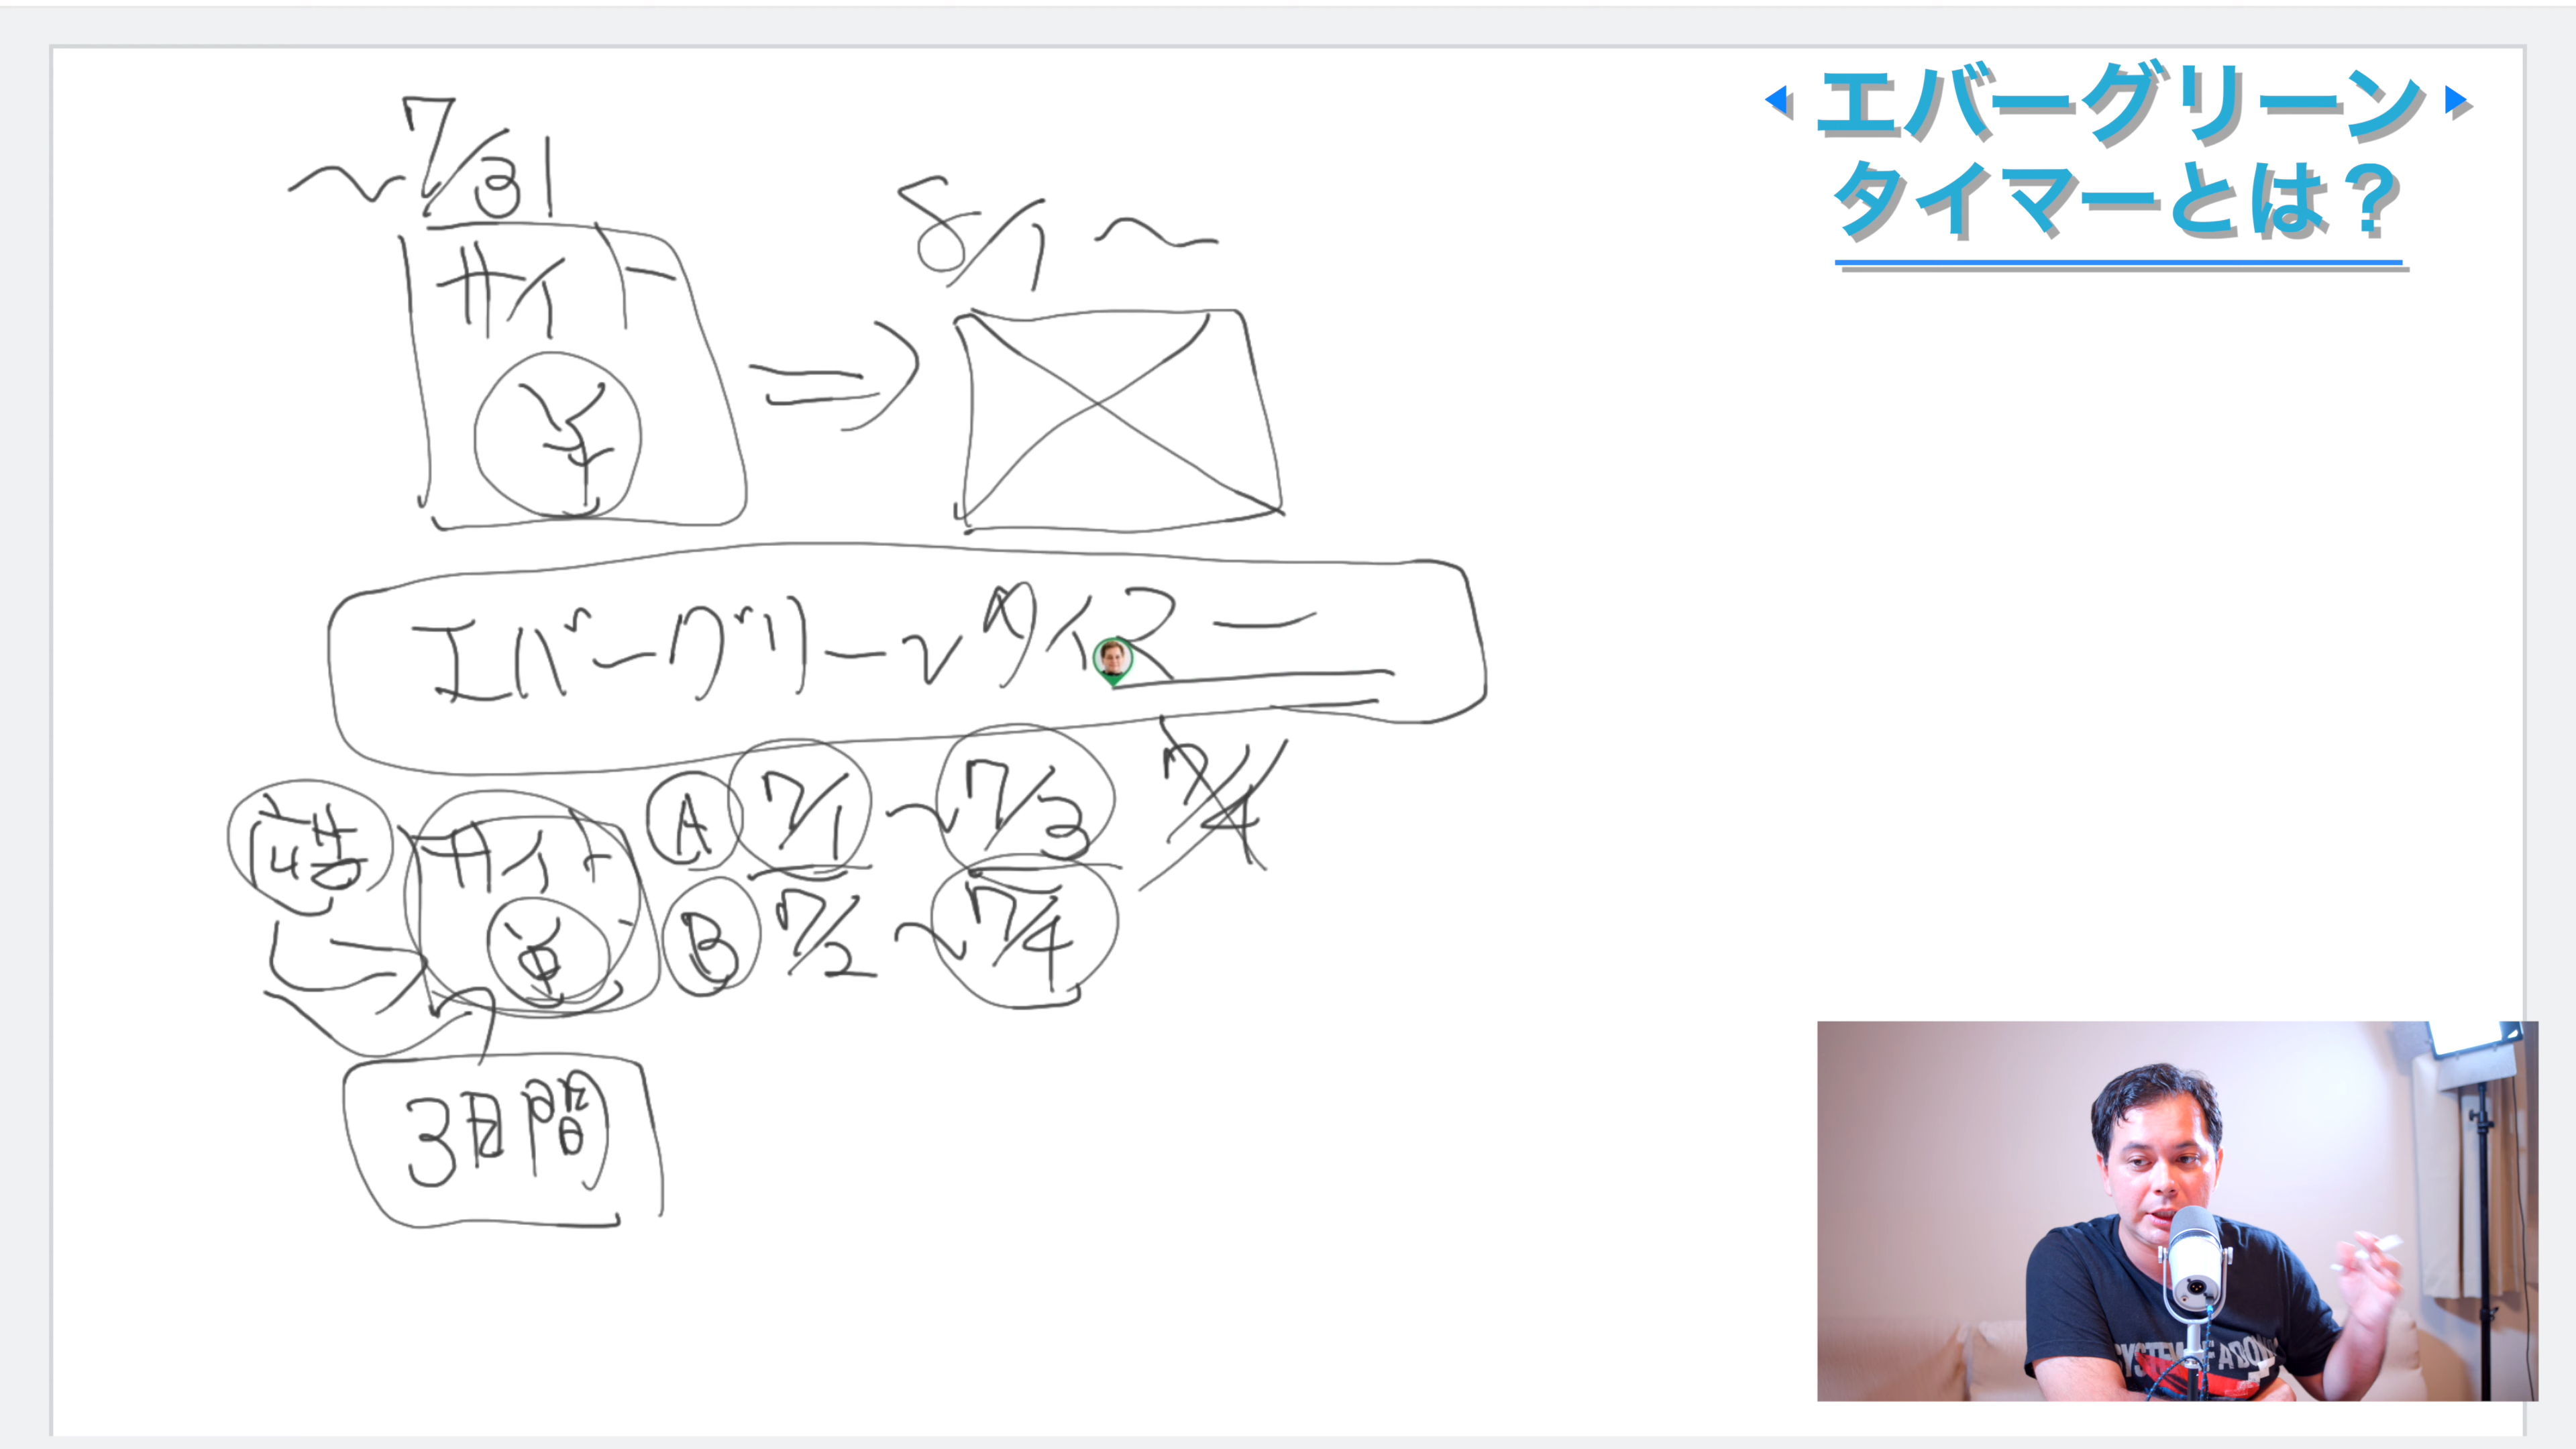 エバーグリーン
タイマーとは？
~7/31
サイト
¥
8/1~
エバーグリーンタイマー
サイト
¥
A 7/1 ~7/3 7/4
B 7/2 ~7/4
3日間